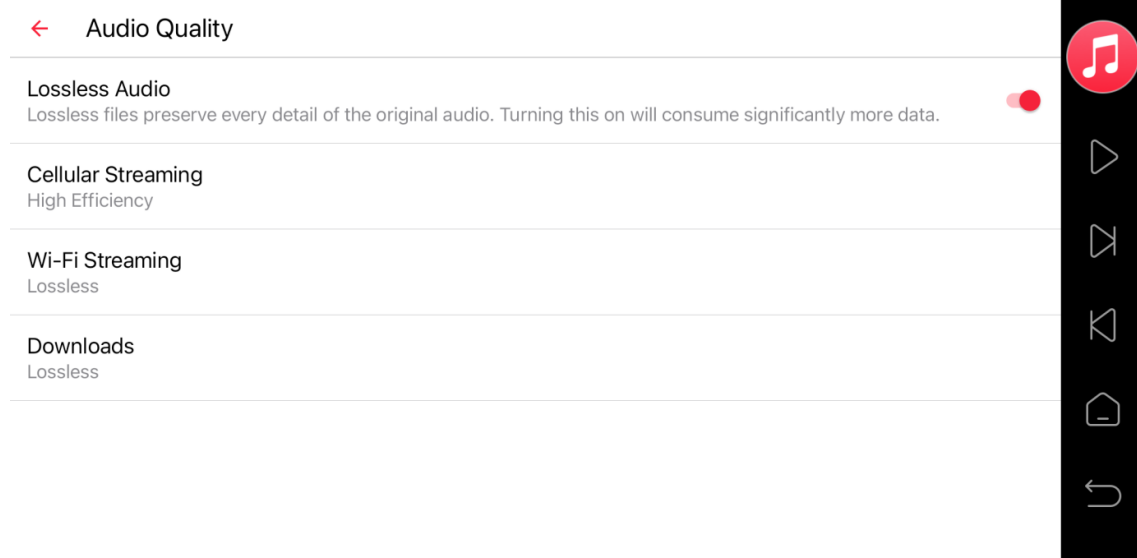 Audio Quality
Lossless Audio
Lossless files preserve every detail of the original audio. Turning this on will consume significantly more data.
Cellular Streaming
High Efficiency
Wi-Fi Streaming
Lossless
Downloads
Lossless